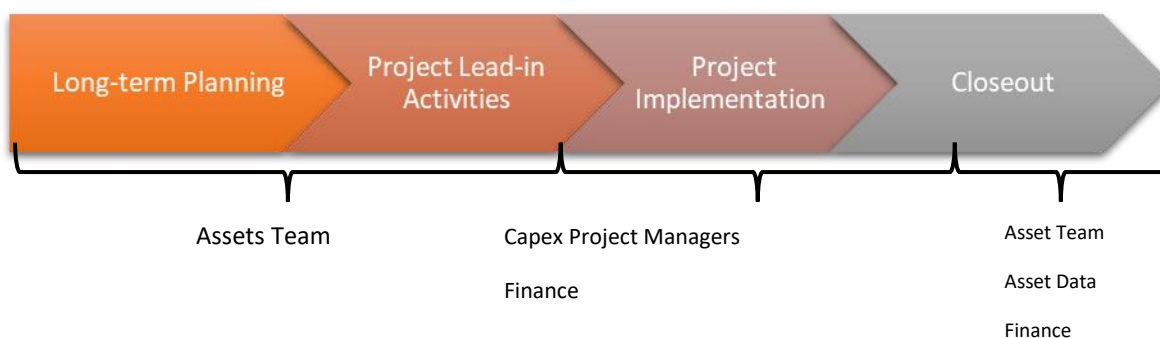 Long-term Planning
Project Lead-in
Activities
Project
Implementation
Closeout
Assets Team
Capex Project Managers
Finance
Asset Team
Asset Data
Finance